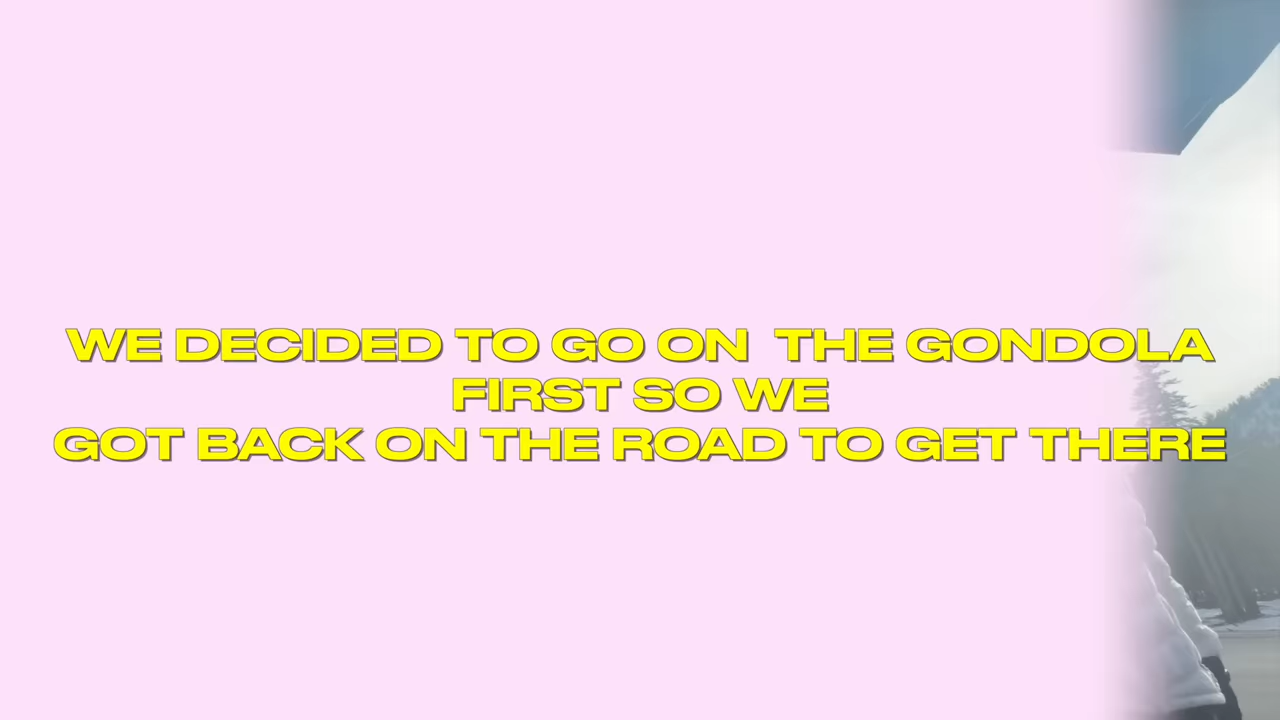 WE DECIDED TO GO ON  THE GONDOLA
FIRST SO WE
GOT BACK ON THE ROAD TO GET THERE